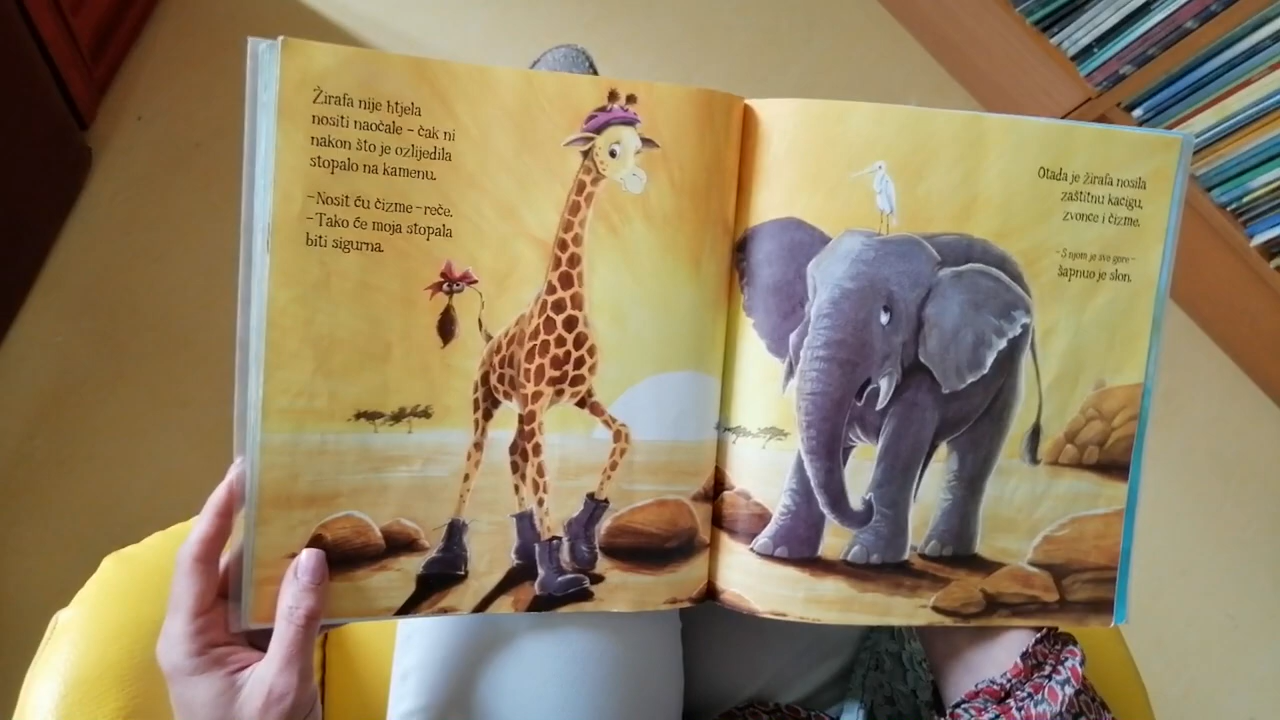 Žirafa nije htjela
nositi naočale – čak ni
nakon što je ozlijedila
stopalo na kamenu.
–Nosit ću čizme–reče.
–Tako će moja stopala
biti sigurna.
Otada je žirafa nosila
zaštitnu kacigu,
zvonce i čizme.
–S njom je sve gore–
šapnuo je slon.